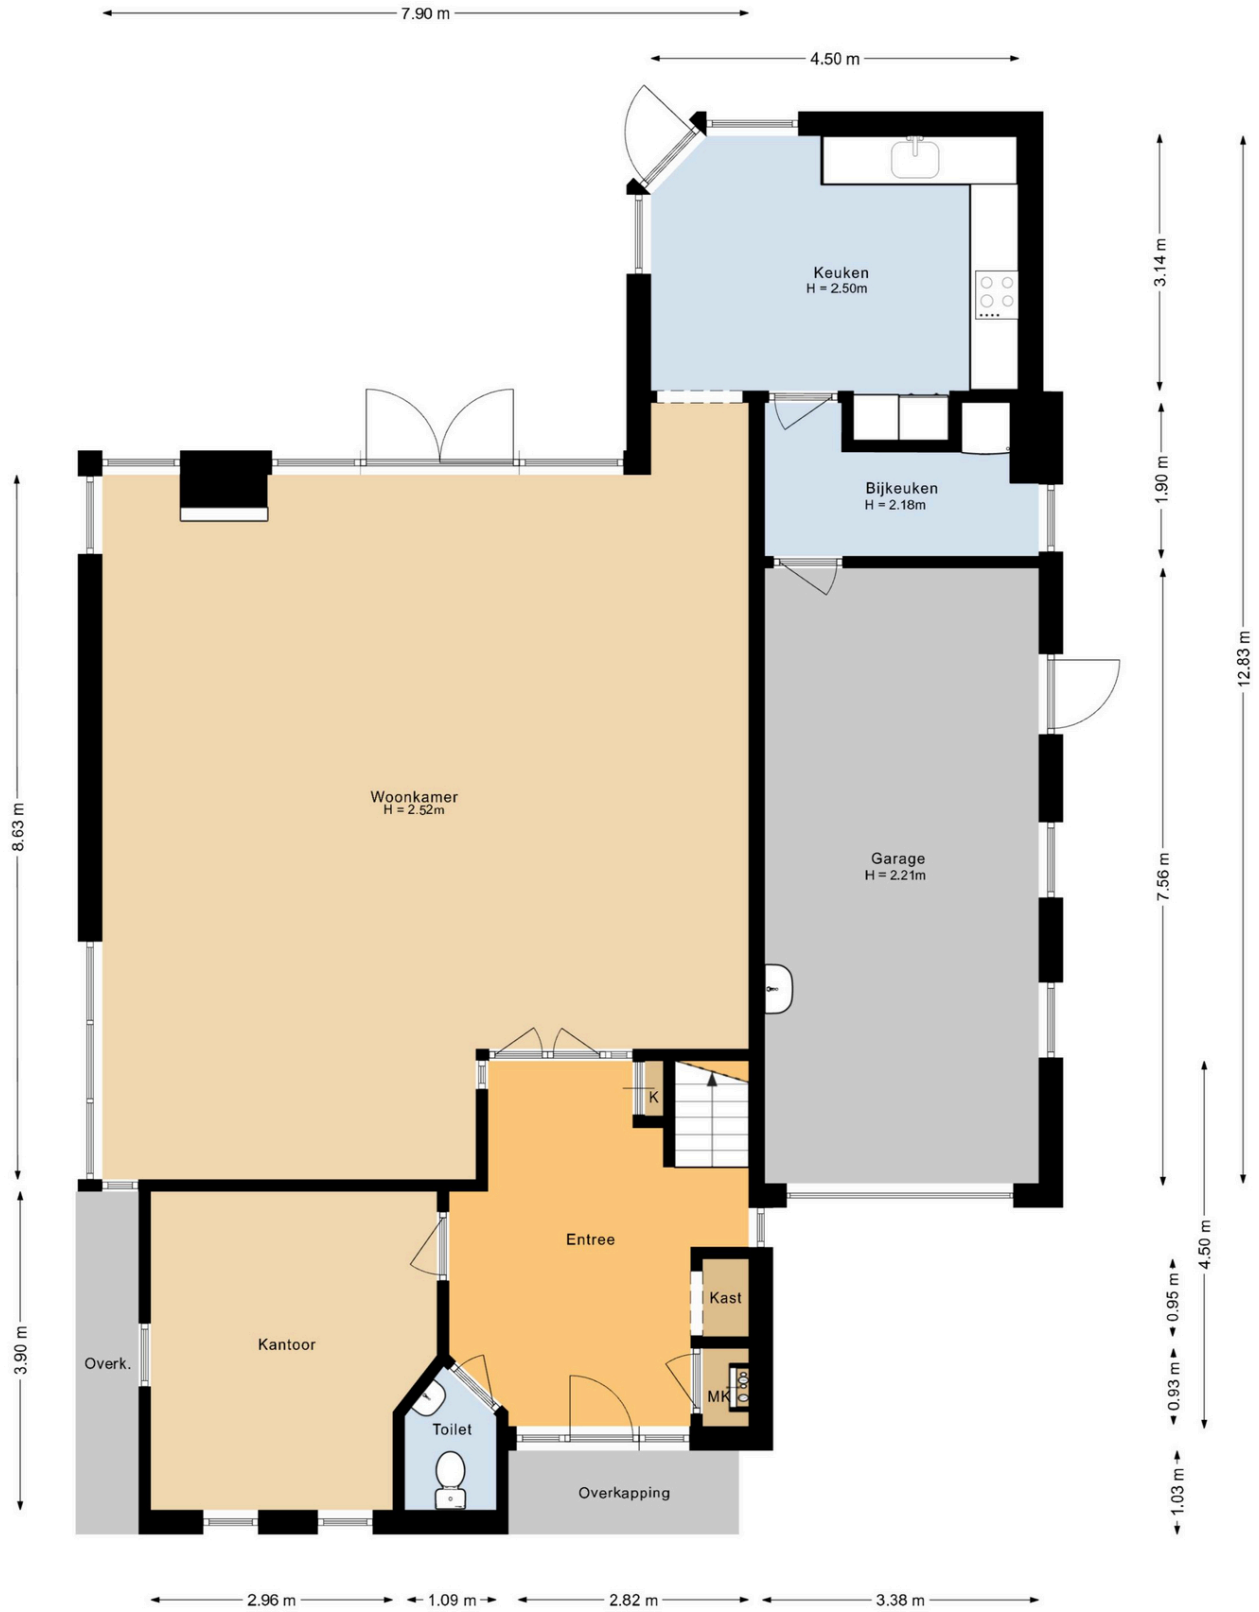 7.90 m
4.50 m
Keuken
H = 2.50m
3.14 m
Bijkeuken
H = 2.18m
1.90 m
12.83 m
Woonkamer
H = 2.52m
8.63 m
Garage
H = 2.21m
7.56 m
K
Entree
4.50 m
Kast
0.95 m
Kantoor
Overk.
3.90 m
MK
0.93 m
Toilet
Overkapping
1.03 m
2.96 m
1.09 m
2.82 m
3.38 m